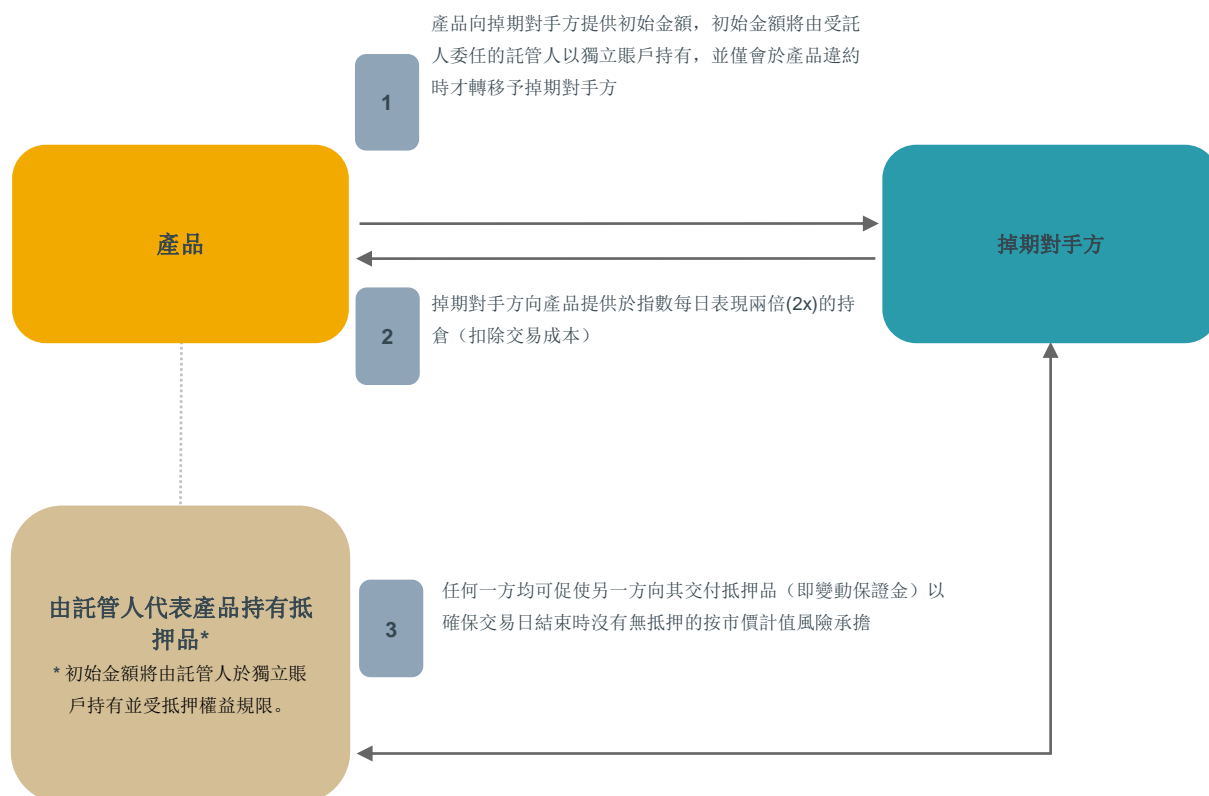 產品向掉期對手方提供初始金額，初始金額將由受託
人委任的託管人以獨立賬戶持有，並僅會於產品違約
時才轉移予掉期對手方
1
產品
掉期對手方
掉期對手方向產品提供於指數每日表現兩倍(2x)的持
倉（扣除交易成本）
2
任何一方均可促使另一方向其交付抵押品（即變動保證金）以
確保交易日結束時沒有無抵押的按市價計值風險承擔
3
由託管人代表產品持有抵
押品*
* 初始金額將由託管人於獨立賬
戶持有並受抵押權益規限。